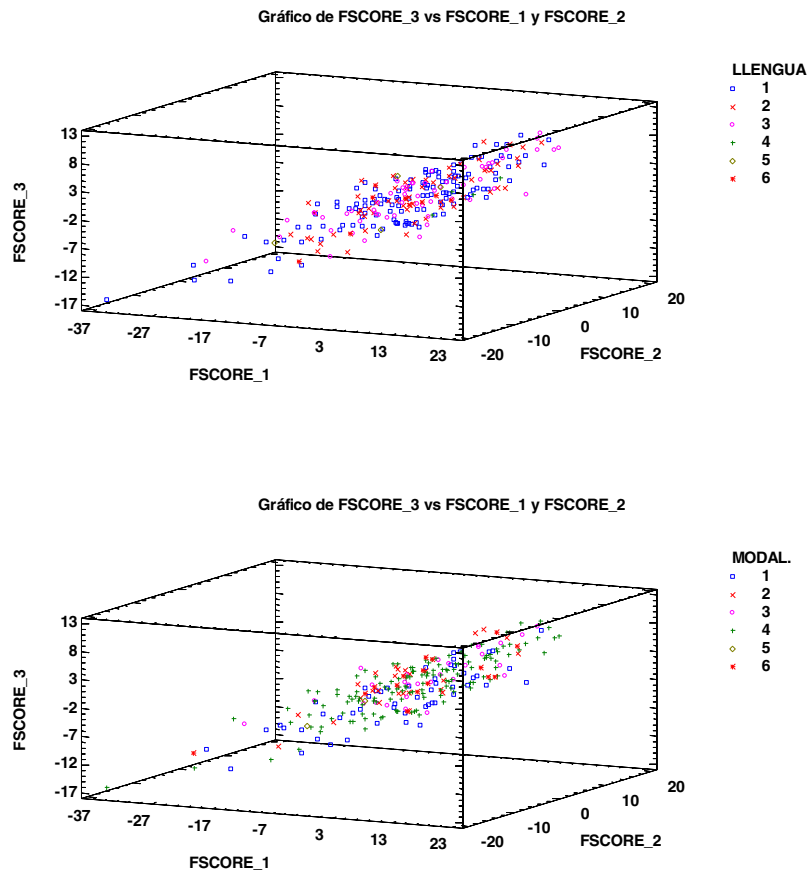 Gráfico de FSCORE_3 vs FSCORE_1 y FSCORE_2
LLENGUA
1
2
3
4
5
6
13
8
3
-2
-7
-12
-17
FSCORE_3
-37 -27 -17 -7 3 13 23
FSCORE_1
-20 -10 0 10 20
FSCORE_2
Gráfico de FSCORE_3 vs FSCORE_1 y FSCORE_2
MODAL.
1
2
3
4
5
6
13
8
3
-2
-7
-12
-17
FSCORE_3
-37 -27 -17 -7 3 13 23
FSCORE_1
-20 -10 0 10 20
FSCORE_2